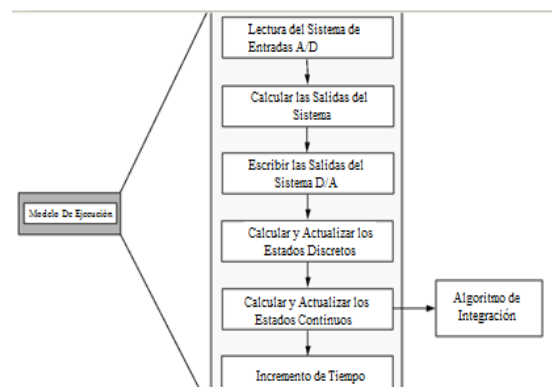 Lectura del Sistema de
Entradas A/D
Calcular las Salidas del
Sistema
Escribir las Salidas del
Sistema D/A
Modelo De Ejecución
Calcular y Actualizar los
Estados Discretos
Calcular y Actualizar los
Estados Continuos
Algoritmo de
Integración
Incremento de Tiempo